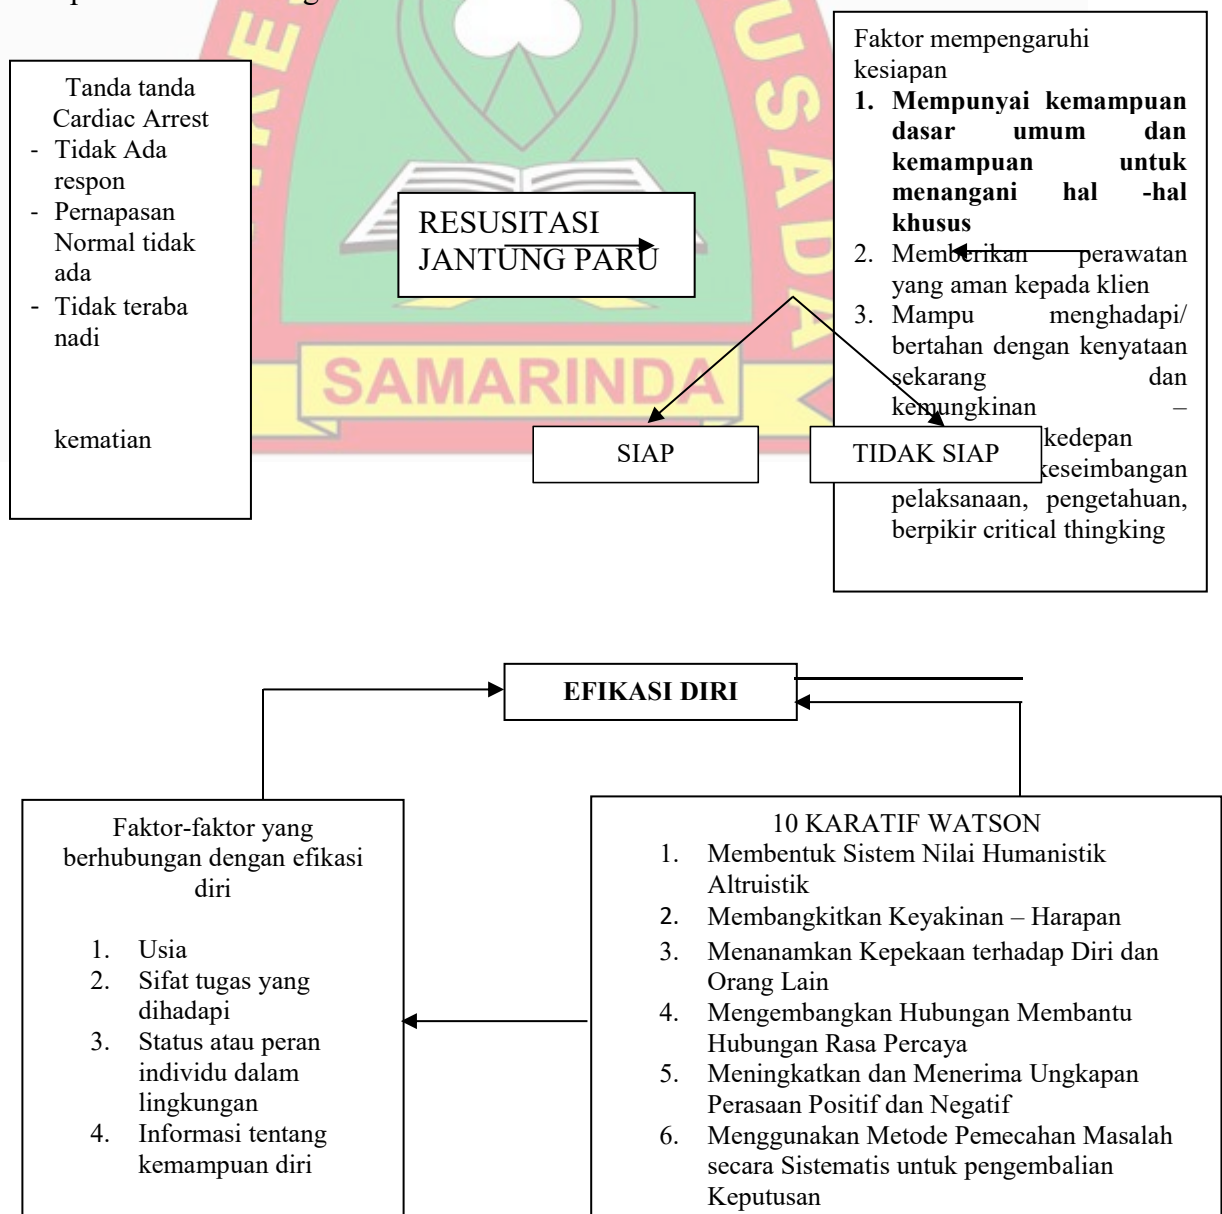 Tanda tanda
Cardiac Arrest
- Tidak Ada
respon
- Pernapasan
Normal tidak
ada
- Tidak teraba
nadi
kematian
RESUSITASI
JANTUNG PARU
SAMARINDA
USADA
Faktor mempengaruhi
kesiapan
1. Mempunyai kemampuan
dasar umum dan
kemampuan untuk
menangani hal -hal
khusus
2. Memberikan perawatan
yang aman kepada klien
3. Mampu menghadapi/
bertahan dengan kenyataan
sekarang dan
kemungkinan –
kedepan
keseimbangan
pelaksanaan, pengetahuan,
berpikir critical thingking
SIAP
TIDAK SIAP
EFIKASI DIRI
Faktor-faktor yang
berhubungan dengan efikasi
diri
1. Usia
2. Sifat tugas yang
dihadapi
3. Status atau peran
individu dalam
lingkungan
4. Informasi tentang
kemampuan diri
10 KARATIF WATSON
1. Membentuk Sistem Nilai Humanistik
Altruistik
2. Membangkitkan Keyakinan – Harapan
3. Menanamkan Kepekaan terhadap Diri dan
Orang Lain
4. Mengembangkan Hubungan Membantu
Hubungan Rasa Percaya
5. Meningkatkan dan Menerima Ungkapan
Perasaan Positif dan Negatif
6. Menggunakan Metode Pemecahan Masalah
secara Sistematis untuk pengembalian
Keputusan